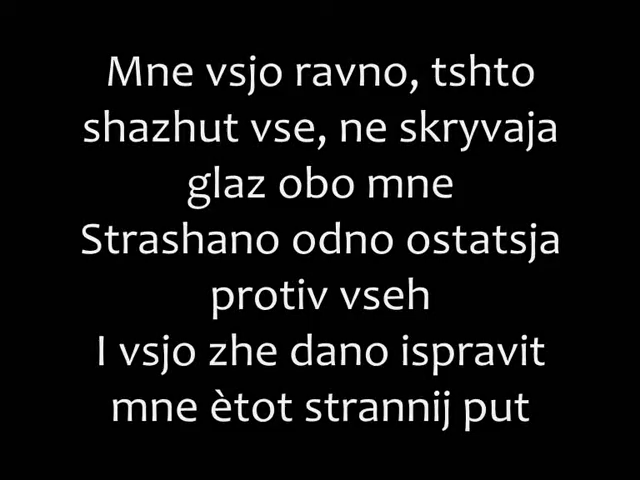 Mne vsjo ravno, tshto
shazhut vse, ne skryvaja
glaz obo mne
Strashano odno ostatsja
protiv vseh
I vsjo zhe dano ispravit
mne ètot strannij put